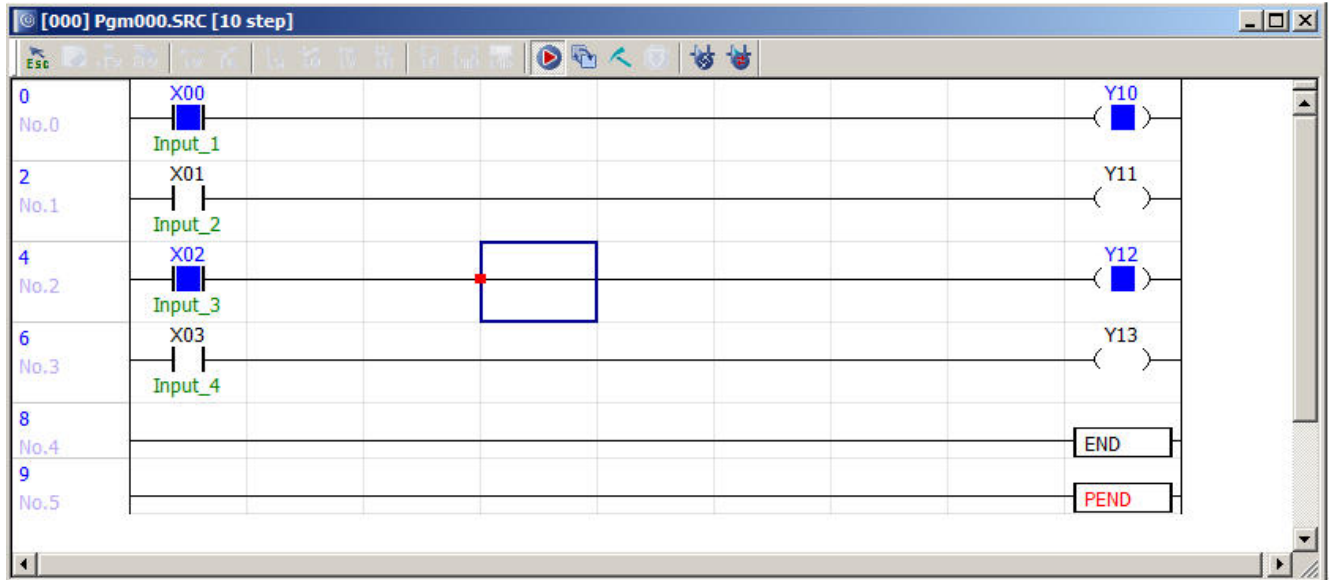 [000] Pgm000.SRC [10 step]
Esc
0 X00 Y10
No.0
Input_1
2 X01 Y11
No.1
Input_2
4 X02 Y12
No.2
Input_3
6 X03 Y13
No.3
Input_4
8
No.4 END
9
No.5 PEND